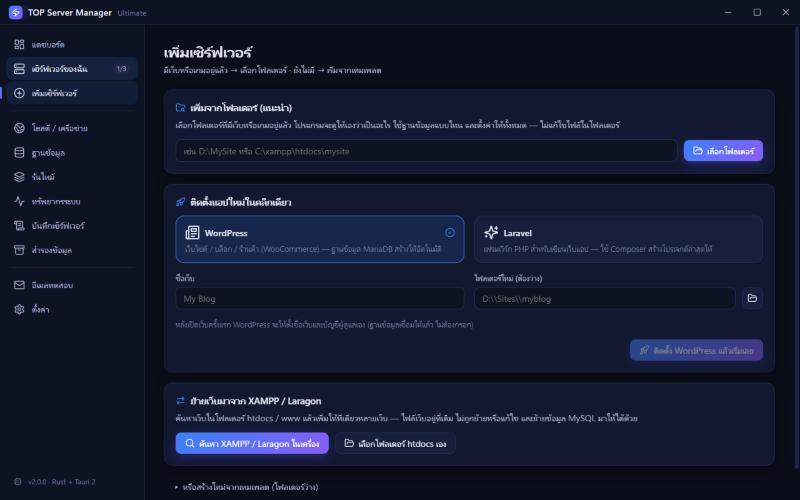 TOP Server Manager Ultimate
แดชบอร์ด
เซิร์ฟเวอร์ของฉัน 1/3
เพิ่มเซิร์ฟเวอร์
โฮสต์ / เครือข่าย
ฐานข้อมูล
รันไทม์
ทรัพยากรระบบ
บันทึกเซิร์ฟเวอร์
สำรองข้อมูล
อีเมลทดสอบ
ตั้งค่า
v2.0.0 · Rust + Tauri 2
เพิ่มเซิร์ฟเวอร์
มีเว็บหรือเกมอยู่แล้ว → เลือกโฟลเดอร์ · ยังไม่มี → เริ่มจากเทมเพลต
เพิ่มจากโฟลเดอร์ (แนะนำ)
เลือกโฟลเดอร์ที่มีเว็บหรือเกมอยู่แล้ว โปรแกรมจะดูให้เองว่าเป็นอะไร ใช้ฐานข้อมูลแบบไหน และตั้งค่าให้ทั้งหมด — ไม่แก้ไขไฟล์ในโฟลเดอร์
เช่น D:\MySite หรือ C:\xampp\htdocs\mysite
เลือกโฟลเดอร์
ติดตั้งแอปใหม่ในคลิกเดียว
WordPress
เว็บไซต์ / บล็อก / ร้านค้า (WooCommerce) — ฐานข้อมูล MariaDB สร้างให้อัตโนมัติ
Laravel
เฟรมเวิร์ก PHP สำหรับเขียนเว็บแอป — ใช้ Composer สร้างโปรเจกต์ล่าสุดให้
ชื่อเว็บ
My Blog
โฟลเดอร์ใหม่ (ต้องว่าง)
D:\\Sites\\myblog
หลังเปิดเว็บครั้งแรก WordPress จะให้ตั้งชื่อเว็บและบัญชีผู้ดูแลเอง (ฐานข้อมูลเชื่อมให้แล้ว ไม่ต้องกรอก)
ติดตั้ง WordPress แล้วเริ่มเลย
ย้ายเว็บมาจาก XAMPP / Laragon
ค้นหาเว็บในโฟลเดอร์ htdocs / www แล้วเพิ่มให้ทีเดียวหลายเว็บ — ไฟล์เว็บอยู่ที่เดิม ไม่ถูกย้ายหรือแก้ไข และย้ายข้อมูล MySQL มาให้ได้ด้วย
ค้นหา XAMPP / Laragon ในเครื่อง
เลือกโฟลเดอร์ htdocs เอง
หรือสร้างใหม่จากเทมเพลต (โฟลเดอร์ว่าง)